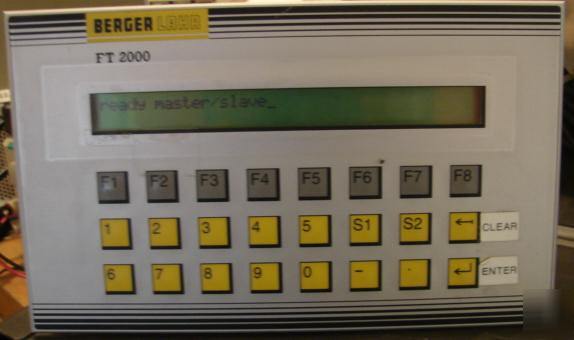 BERGER LAHR
FT 2000
ready master/slave_
F1 F2 F3 F4 F5 F6 F7 F8
1 2 3 4 5 S1 S2 ← CLEAR
6 7 8 9 0 - . ↵ ENTER